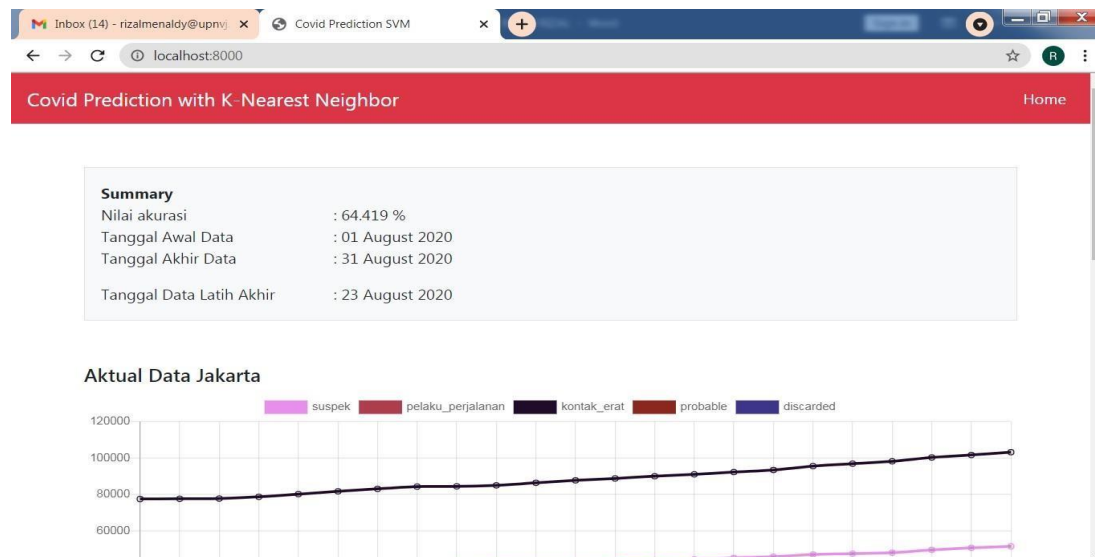 Inbox (14) - rizalmenaldy@upnvj
Covid Prediction SVM
localhost:8000
R
Covid Prediction with K-Nearest Neighbor
Home
Summary
Nilai akurasi : 64.419 %
Tanggal Awal Data : 01 August 2020
Tanggal Akhir Data : 31 August 2020
Tanggal Data Latih Akhir : 23 August 2020
Aktual Data Jakarta
suspek pelaku_perjalanan kontak_erat probable discarded
120000
100000
80000
60000